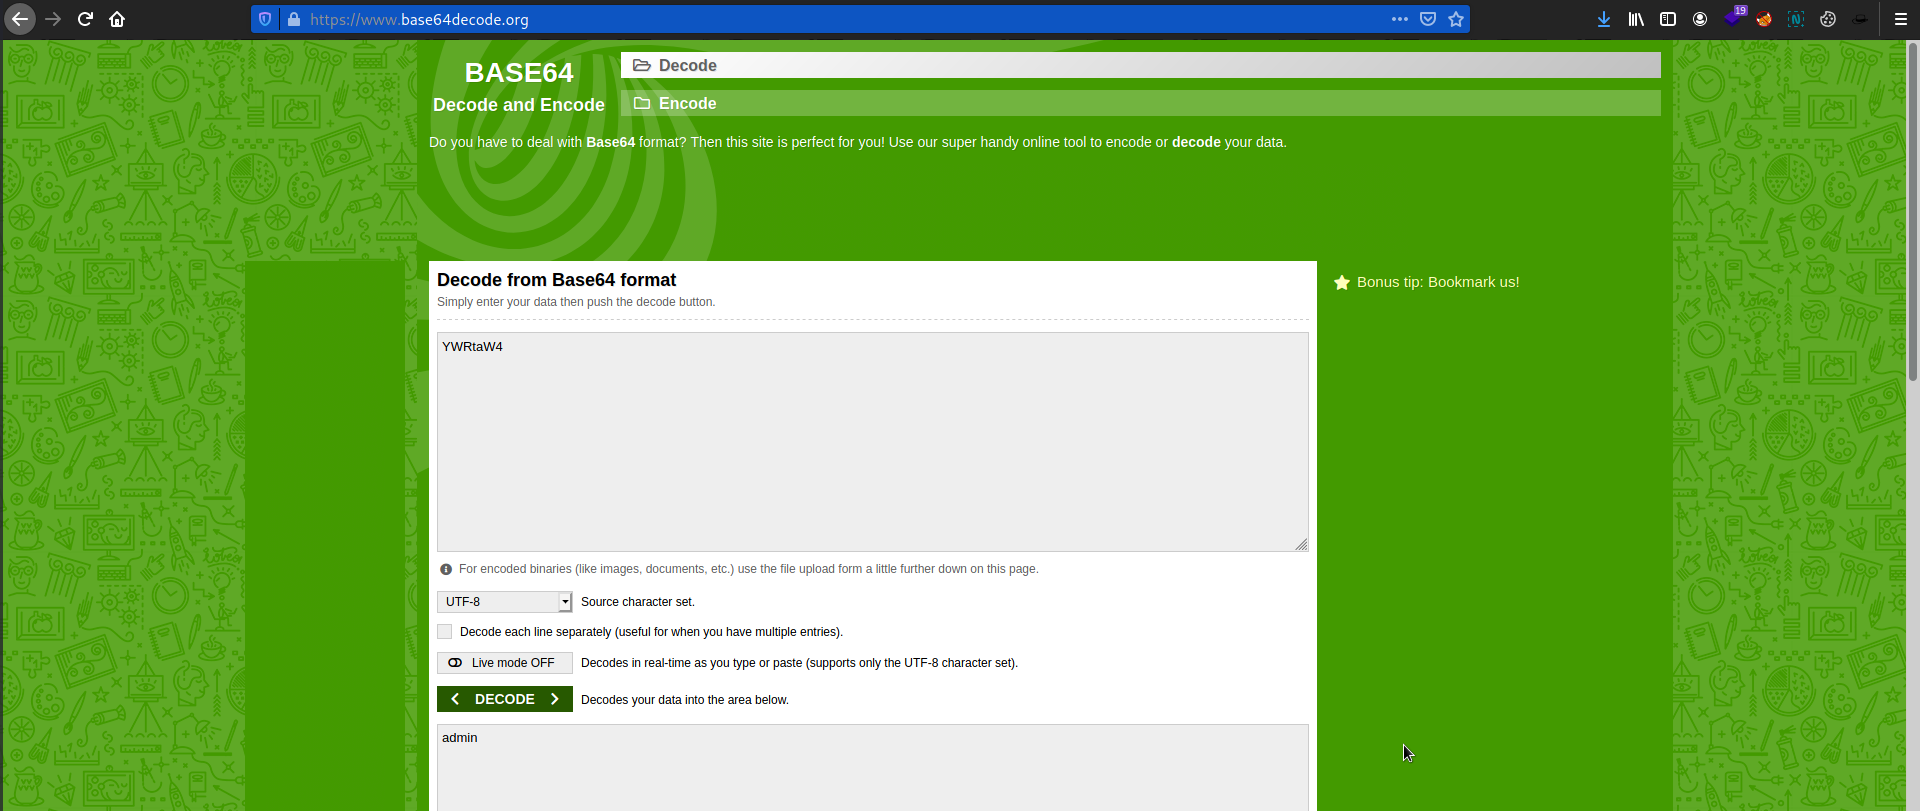 https://www.base64decode.org
19
BASE64
Decode and Encode
Decode
Encode
Do you have to deal with Base64 format? Then this site is perfect for you! Use our super handy online tool to encode or decode your data.
Decode from Base64 format
Simply enter your data then push the decode button.
Bonus tip: Bookmark us!
YWRtaW4
For encoded binaries (like images, documents, etc.) use the file upload form a little further down on this page.
UTF-8 Source character set.
Decode each line separately (useful for when you have multiple entries).
Live mode OFF Decodes in real-time as you type or paste (supports only the UTF-8 character set).
DECODE Decodes your data into the area below.
admin